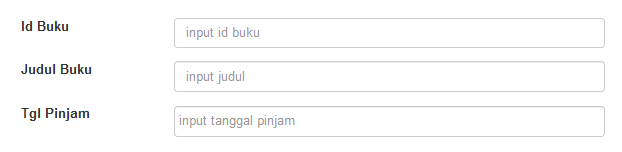 Id Buku
input id buku
Judul Buku
input judul
Tgl Pinjam
input tanggal pinjam